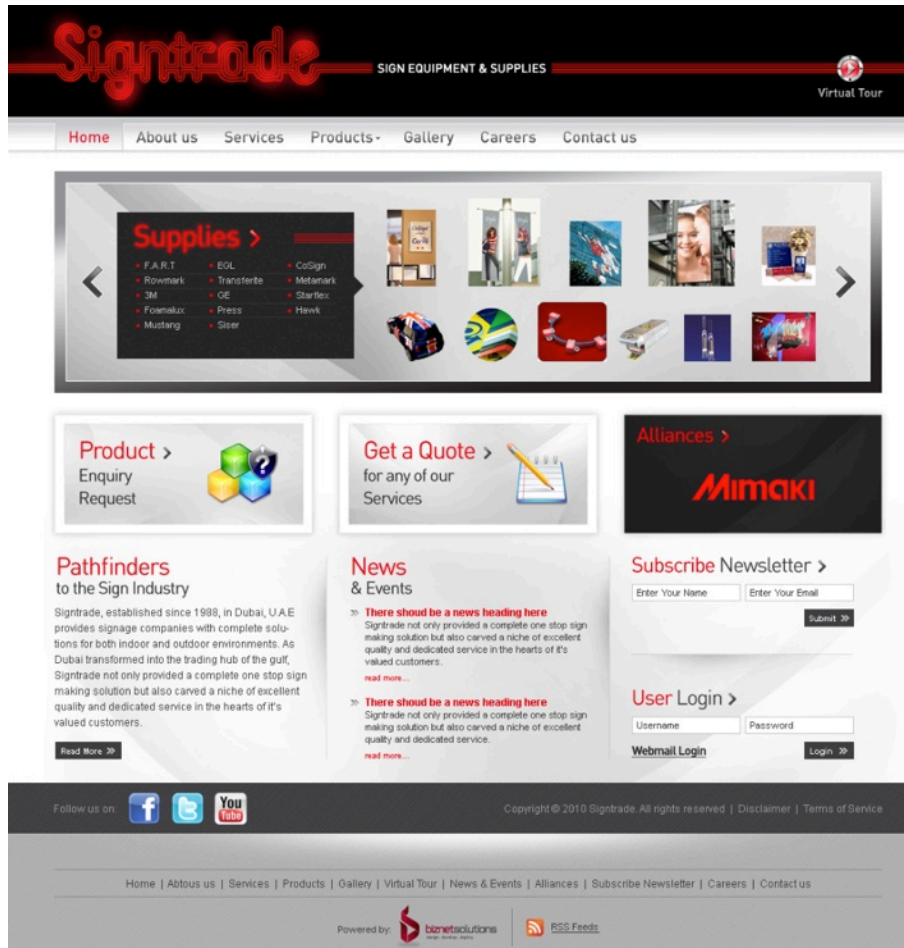 Signtrade
SIGN EQUIPMENT & SUPPLIES
Virtual Tour
Home About us Services Products Gallery Careers Contact us
Supplies >
F.A.R.T EGL CoSign
Rowmark Transferite Metamark
3M GE Starflex
Foamalux Press Hawk
Mustang Siser
Product >
Enquiry
Request
Get a Quote >
for any of our
Services
Alliances >
MIMAKI
Pathfinders
to the Sign Industry
Signtrade, established since 1988, in Dubai, U.A.E
provides signage companies with complete solu-
tions for both indoor and outdoor environments. As
Dubai transformed into the trading hub of the gulf,
Signtrade not only provided a complete one stop sign
making solution but also carved a niche of excellent
quality and dedicated service in the hearts of it's
valued customers.
Read More »
News
& Events
» There shoud be a news heading here
Signtrade not only provided a complete one stop sign
making solution but also carved a niche of excellent
quality and dedicated service in the hearts of it's
valued customers.
read more...
» There shoud be a news heading here
Signtrade not only provided a complete one stop sign
making solution but also carved a niche of excellent
quality and dedicated service.
read more...
Subscribe Newsletter >
Enter Your Name Enter Your Email
Submit »
User Login >
Username Password
Webmail Login Login »
Follow us on:
You
Tube
Copyright © 2010 Signtrade. All rights reserved | Disclaimer | Terms of Service
Home | Abtous us | Services | Products | Gallery | Virtual Tour | News & Events | Alliances | Subscribe Newsletter | Careers | Contact us
Powered by: biznetsolutions
design. develop. deploy.
RSS Feeds